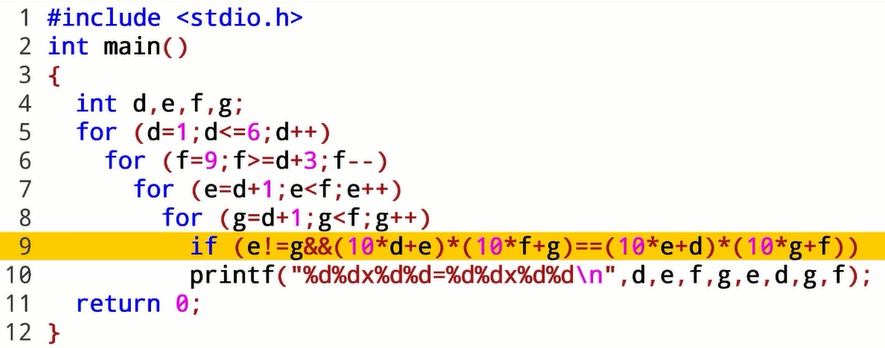 1 #include <stdio.h>
2 int main()
3 {
4   int d,e,f,g;
5   for (d=1;d<=6;d++)
6     for (f=9;f>=d+3;f--)
7       for (e=d+1;e<f;e++)
8         for (g=d+1;g<f;g++)
9           if (e!=g&&(10*d+e)*(10*f+g)==(10*e+d)*(10*g+f))
10           printf("%d%dx%d%d=%d%dx%d%d\n",d,e,f,g,e,d,g,f);
11   return 0;
12 }